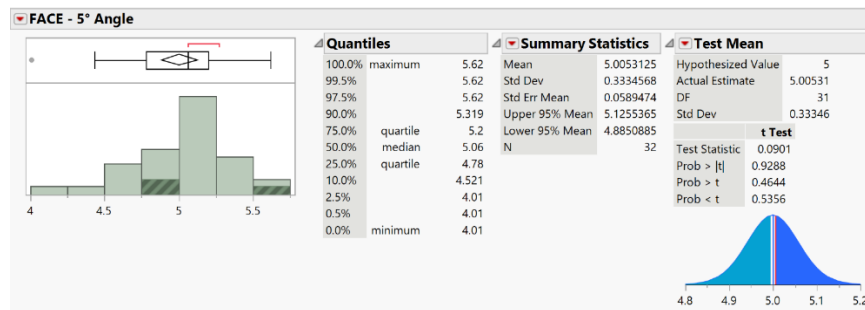 FACE - 5° Angle
4 4.5 5 5.5
Quantiles
100.0% maximum 5.62
99.5% 5.62
97.5% 5.62
90.0% 5.319
75.0% quartile 5.2
50.0% median 5.06
25.0% quartile 4.78
10.0% 4.521
2.5% 4.01
0.5% 4.01
0.0% minimum 4.01
Summary Statistics
Mean 5.0053125
Std Dev 0.3334568
Std Err Mean 0.0589474
Upper 95% Mean 5.1255365
Lower 95% Mean 4.8850885
N 32
Test Mean
Hypothesized Value 5
Actual Estimate 5.00531
DF 31
Std Dev 0.33346
t Test
Test Statistic 0.0901
Prob > |t| 0.9288
Prob > t 0.4644
Prob < t 0.5356
4.8 4.9 5.0 5.1 5.2